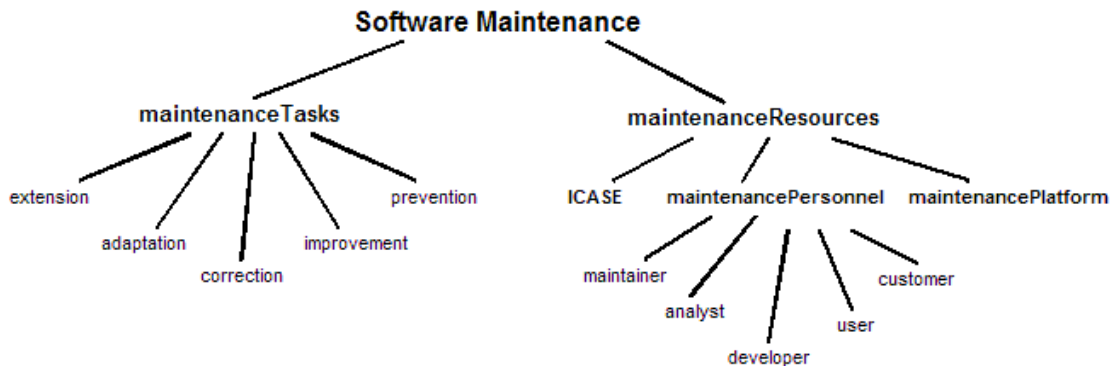 Software Maintenance
maintenanceTasks
maintenanceResources
extension
prevention
ICASE
maintenancePersonnel
maintenancePlatform
adaptation
improvement
correction
maintainer
customer
analyst
user
developer